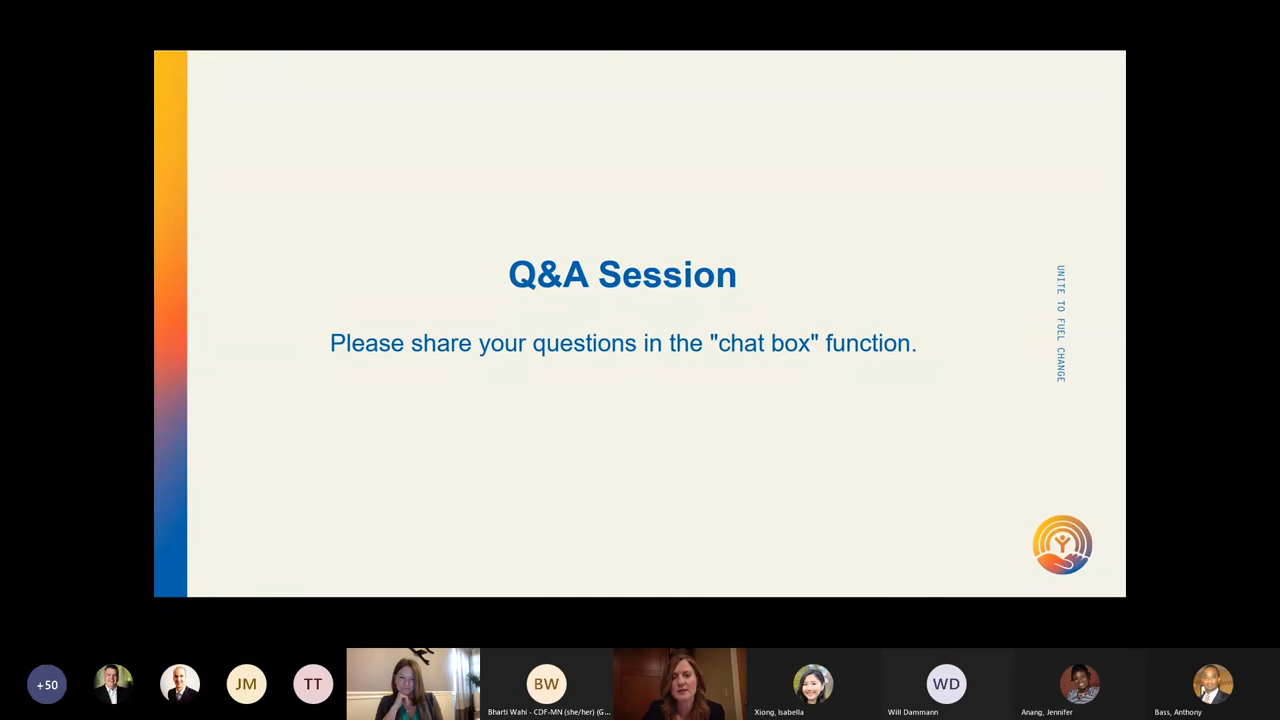 Q&A Session
Please share your questions in the "chat box" function.
UNITE TO FUEL CHANGE
+50
JM
TT
BW
Bharti Wahi - CDF-MN (she/her) (G...
Xiong, Isabella
WD
Will Dammann
Anang, Jennifer
Bass, Anthony